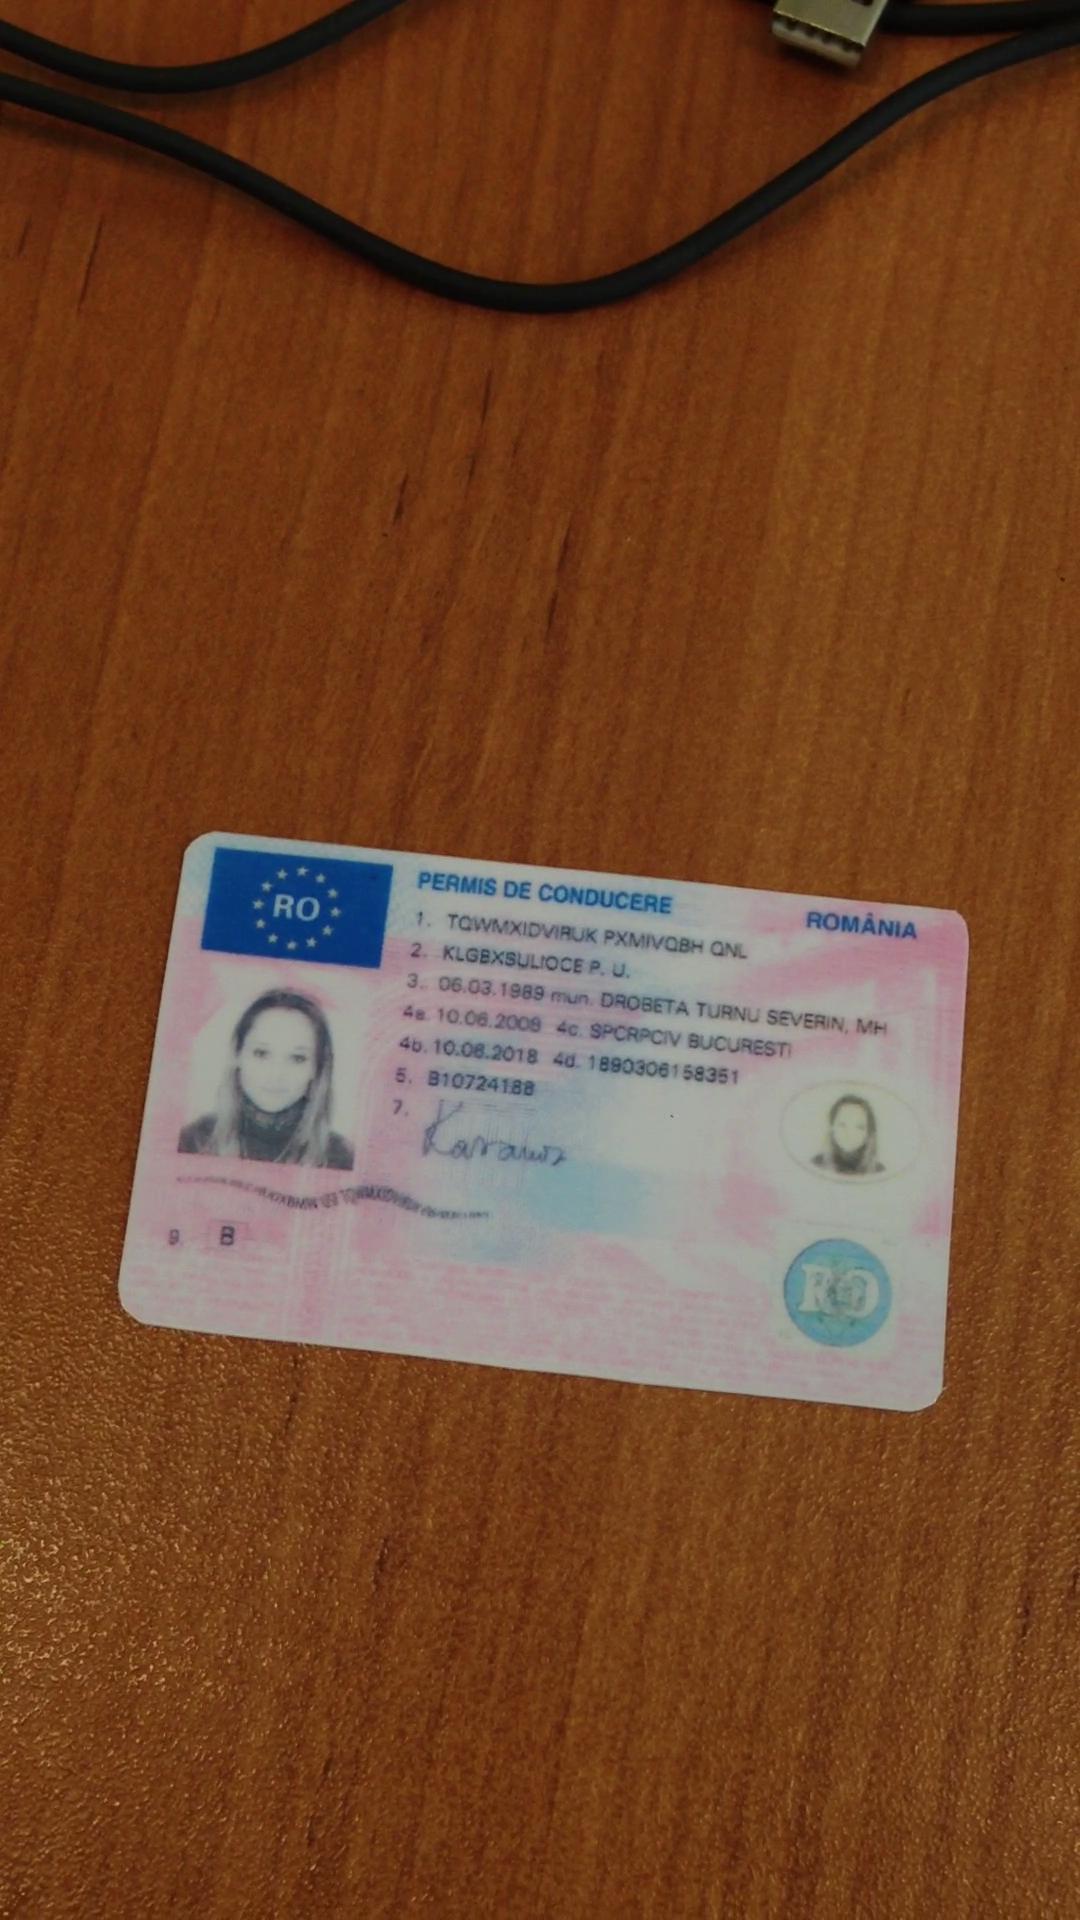 RO
PERMIS DE CONDUCERE ROMÂNIA
1. TQWMXIDVIRUK PXMIVQBH QNL
2. KLGBXSULIOCE P. U.
3. 06.03.1989 mun. DROBETA TURNU SEVERIN, MH
4a. 10.06.2008 4c. SPCRPCIV BUCURESTI
4b. 10.06.2018 4d. 1890306158351
5. B10724188
7.
9. B
RO